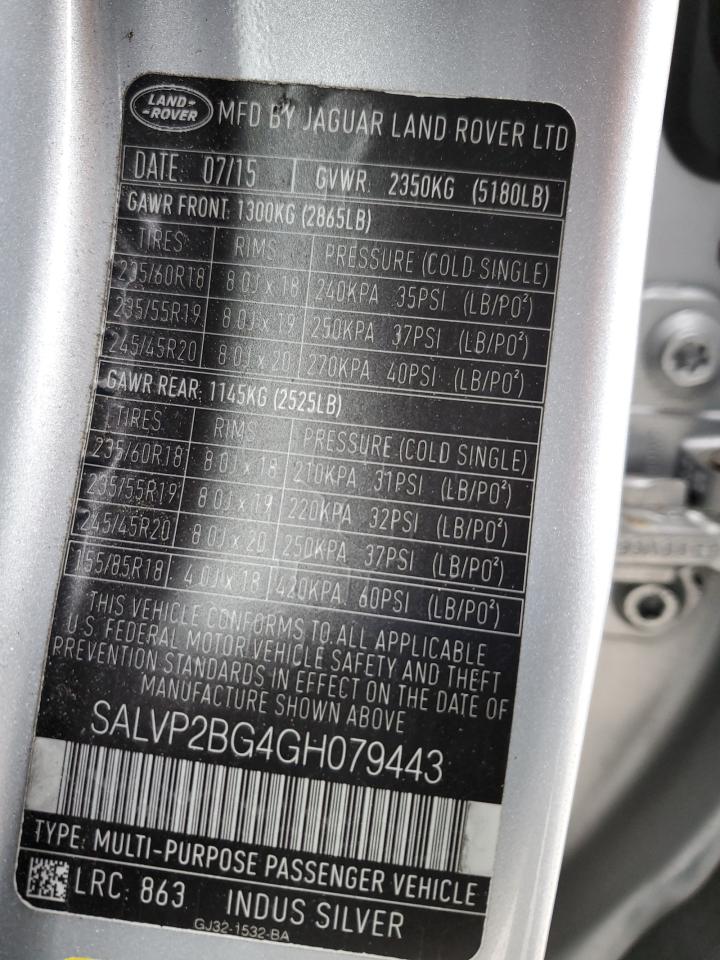 LAND-
-ROVER
MFD BY JAGUAR LAND ROVER LTD
DATE: 07/15 GVWR: 2350KG (5180LB)
GAWR FRONT: 1300KG (2865LB)
TIRES RIMS PRESSURE (COLD SINGLE)
235/60R18 8.0J x 18 240KPA 35PSI (LB/PO²)
235/55R19 8.0J x 19 250KPA 37PSI (LB/PO²)
245/45R20 8.0J x 20 270KPA 40PSI (LB/PO²)
GAWR REAR: 1145KG (2525LB)
TIRES RIMS PRESSURE (COLD SINGLE)
235/60R18 8.0J x 18 210KPA 31PSI (LB/PO²)
235/55R19 8.0J x 19 220KPA 32PSI (LB/PO²)
245/45R20 8.0J x 20 250KPA 37PSI (LB/PO²)
155/85R18 4.0J x 18 420KPA 60PSI (LB/PO²)
THIS VEHICLE CONFORMS TO ALL APPLICABLE
U.S. FEDERAL MOTOR VEHICLE SAFETY AND THEFT
PREVENTION STANDARDS IN EFFECT ON THE DATE OF
MANUFACTURE SHOWN ABOVE
SALVP2BG4GH079443
TYPE: MULTI-PURPOSE PASSENGER VEHICLE
LRC: 863 INDUS SILVER
GJ32-1532-BA